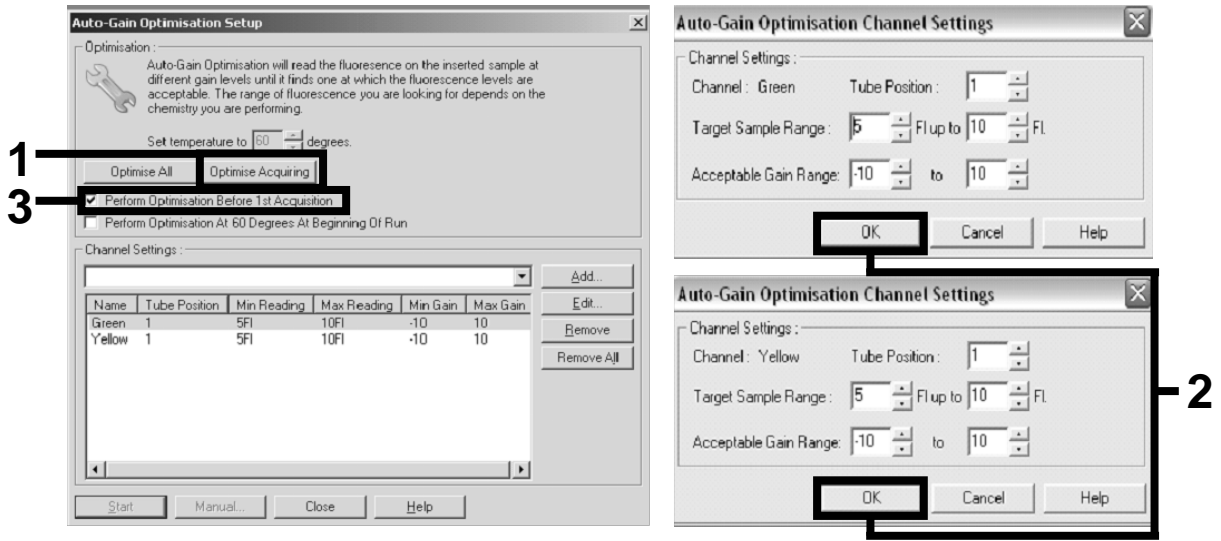 Auto-Gain Optimisation Setup
Optimisation :
Auto-Gain Optimisation will read the fluoresence on the inserted sample at
different gain levels until it finds one at which the fluorescence levels are
acceptable. The range of fluorescence you are looking for depends on the
chemistry you are performing.
Set temperature to 60 degrees.
1
Optimise All Optimise Acquiring
3
Perform Optimisation Before 1st Acquisition
Perform Optimisation At 60 Degrees At Beginning Of Run
Channel Settings :
Add...
Name Tube Position Min Reading Max Reading Min Gain Max Gain
Edit...
Green 1 5Fl 10Fl -10 10
Yellow 1 5Fl 10Fl -10 10
Remove
Remove All
Start Manual... Close Help
Auto-Gain Optimisation Channel Settings
Channel Settings :
Channel : Green Tube Position : 1
Target Sample Range : 5 Fl up to 10 Fl.
Acceptable Gain Range: -10 to 10
OK Cancel Help
Auto-Gain Optimisation Channel Settings
Channel Settings :
Channel : Yellow Tube Position : 1
Target Sample Range : 5 Fl up to 10 Fl.
Acceptable Gain Range: -10 to 10
OK Cancel Help
2